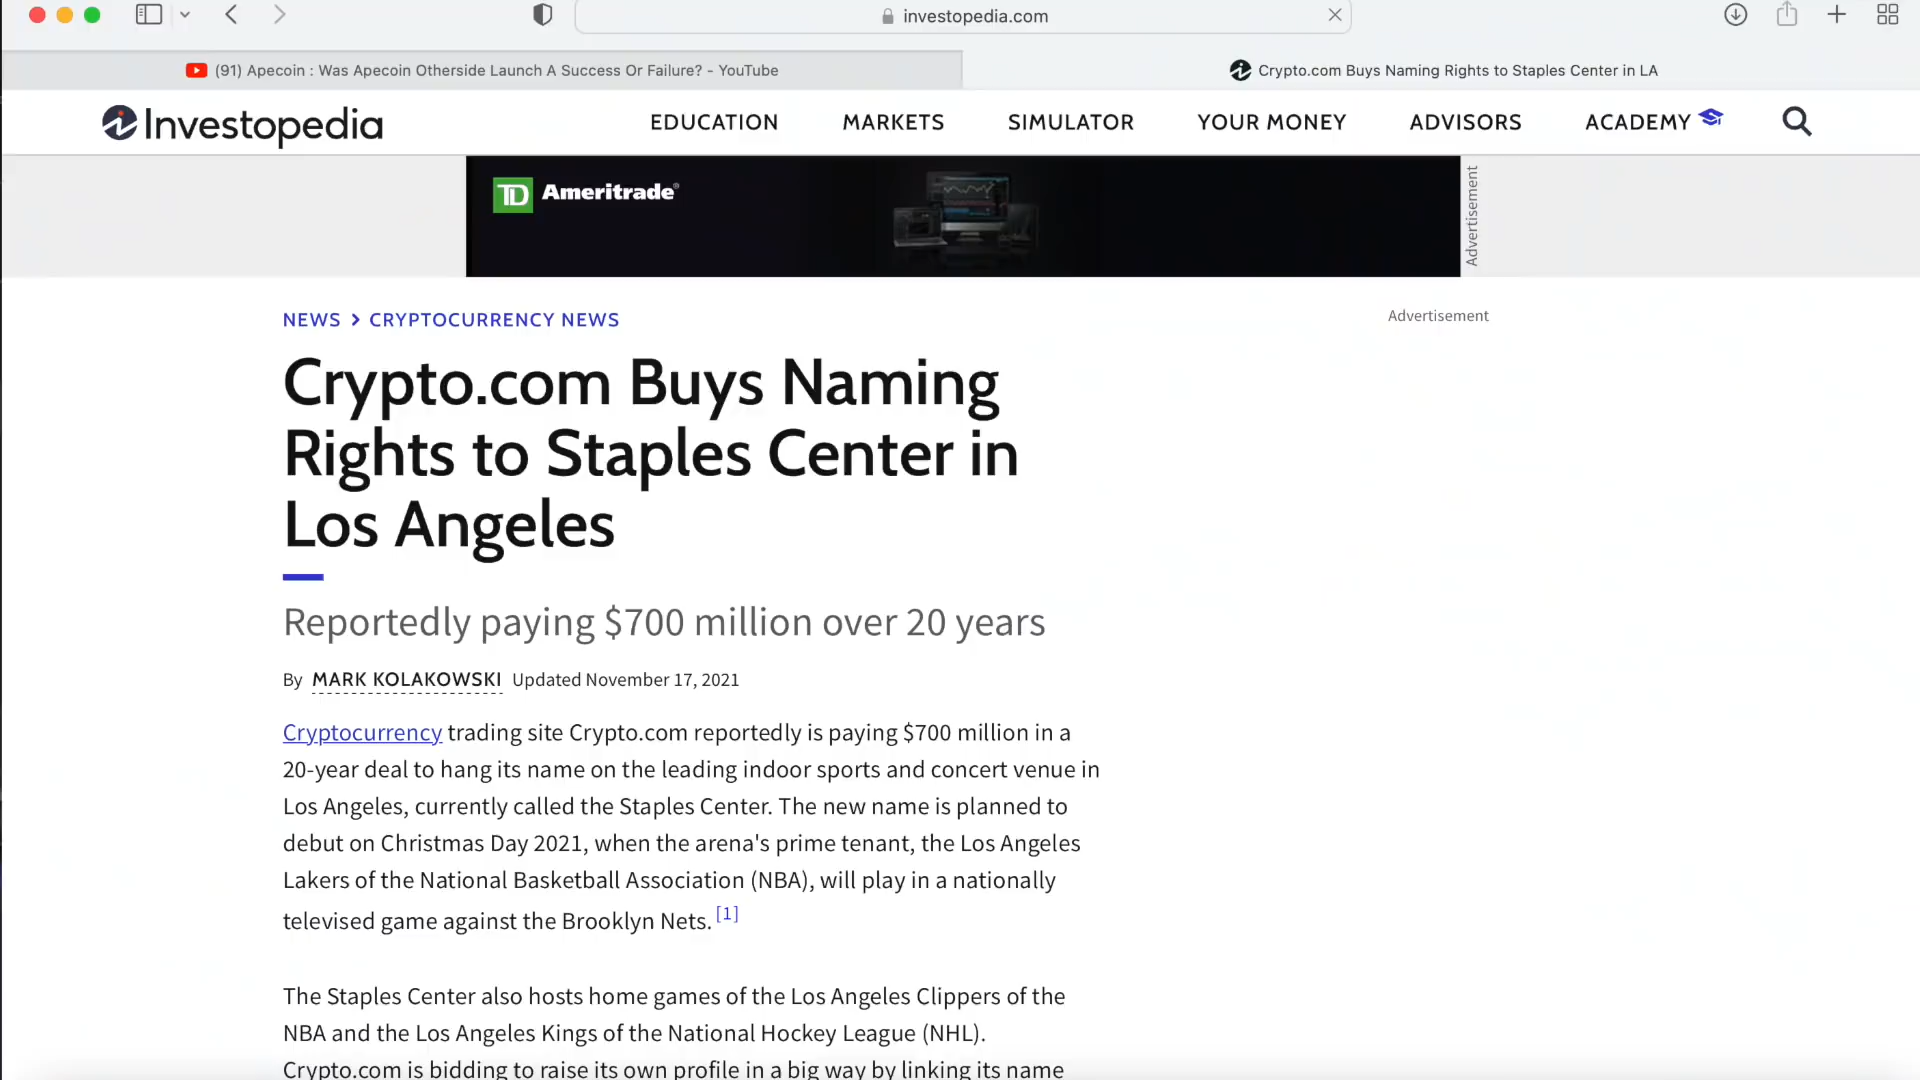 investopedia.com
(91) Apecoin : Was Apecoin Otherside Launch A Success Or Failure? - YouTube
Crypto.com Buys Naming Rights to Staples Center in LA
Investopedia
EDUCATION
MARKETS
SIMULATOR
YOUR MONEY
ADVISORS
ACADEMY
TD Ameritrade®
Advertisement
NEWS > CRYPTOCURRENCY NEWS
Advertisement
Crypto.com Buys Naming
Rights to Staples Center in
Los Angeles
Reportedly paying $700 million over 20 years
By MARK KOLAKOWSKI Updated November 17, 2021
Cryptocurrency trading site Crypto.com reportedly is paying $700 million in a
20-year deal to hang its name on the leading indoor sports and concert venue in
Los Angeles, currently called the Staples Center. The new name is planned to
debut on Christmas Day 2021, when the arena's prime tenant, the Los Angeles
Lakers of the National Basketball Association (NBA), will play in a nationally
televised game against the Brooklyn Nets. [1]
The Staples Center also hosts home games of the Los Angeles Clippers of the
NBA and the Los Angeles Kings of the National Hockey League (NHL).
Crypto.com is bidding to raise its own profile in a big way by linking its name